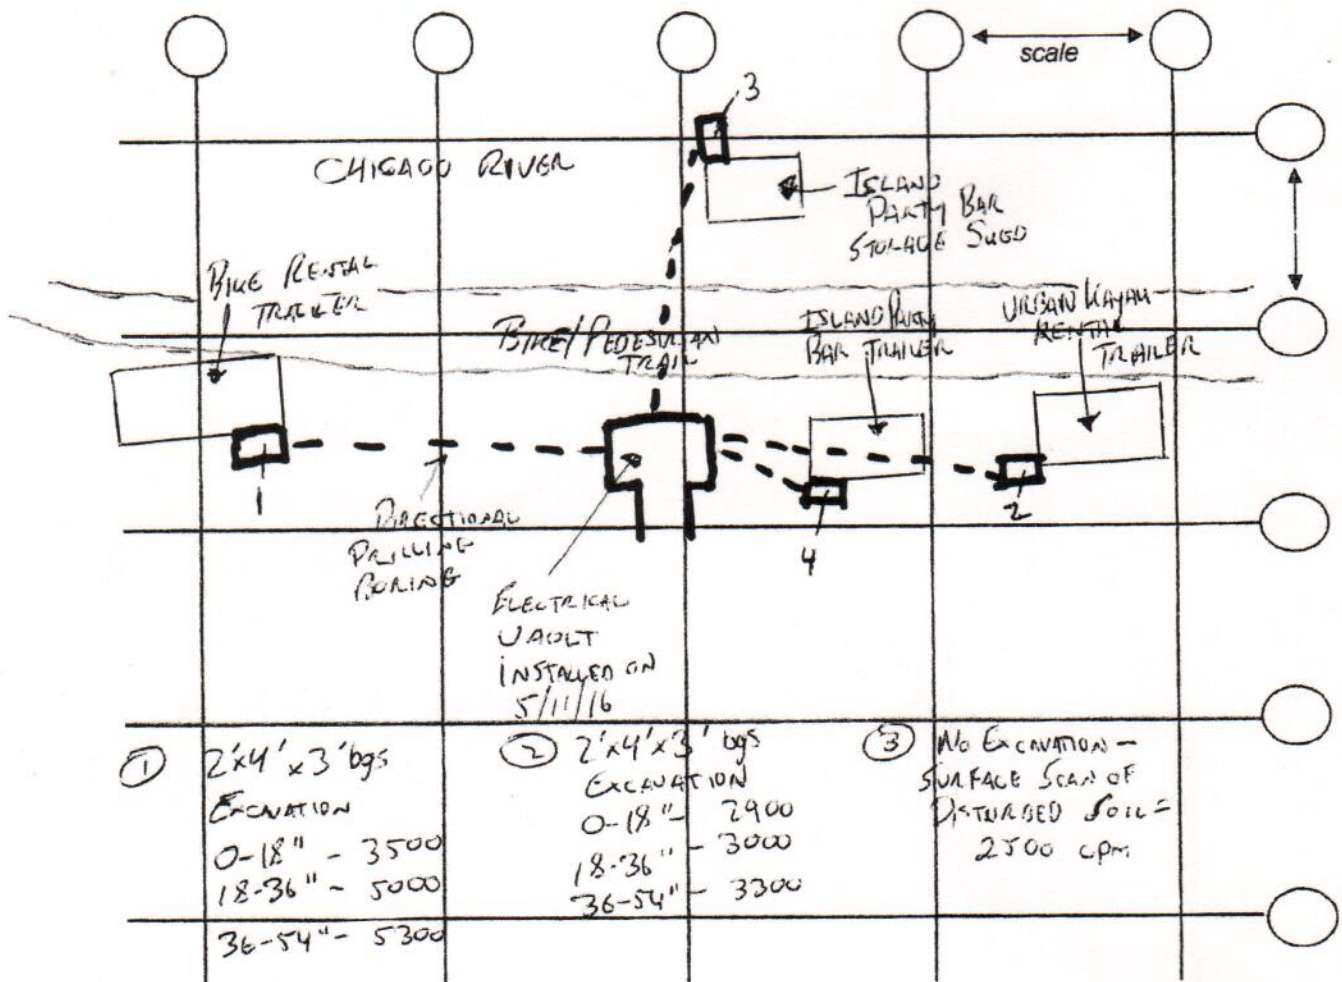 scale
3
CHICAGO RIVER
ISLAND
PARTY BAR
STORAGE SHED
BIKE RENTAL
TRAILER
BIKE/PEDESTRIAN
TRAIL
ISLAND PARTY
BAR TRAILER
URBAN KAYAK
RENTAL
TRAILER
1
2
4
DIRECTIONAL
DRILLING
BORING
ELECTRICAL
VAULT
INSTALLED ON
5/11/16
① 2'x4'x3' bgs
EXCAVATION
0-18" - 3500
18-36" - 5000
36-54" - 5300
② 2'x4'x3' bgs
EXCAVATION
0-18" - 2900
18-36" - 3000
36-54" - 3300
③ NO EXCAVATION -
SURFACE SCAN OF
DISTURBED SOIL =
2500 cpm